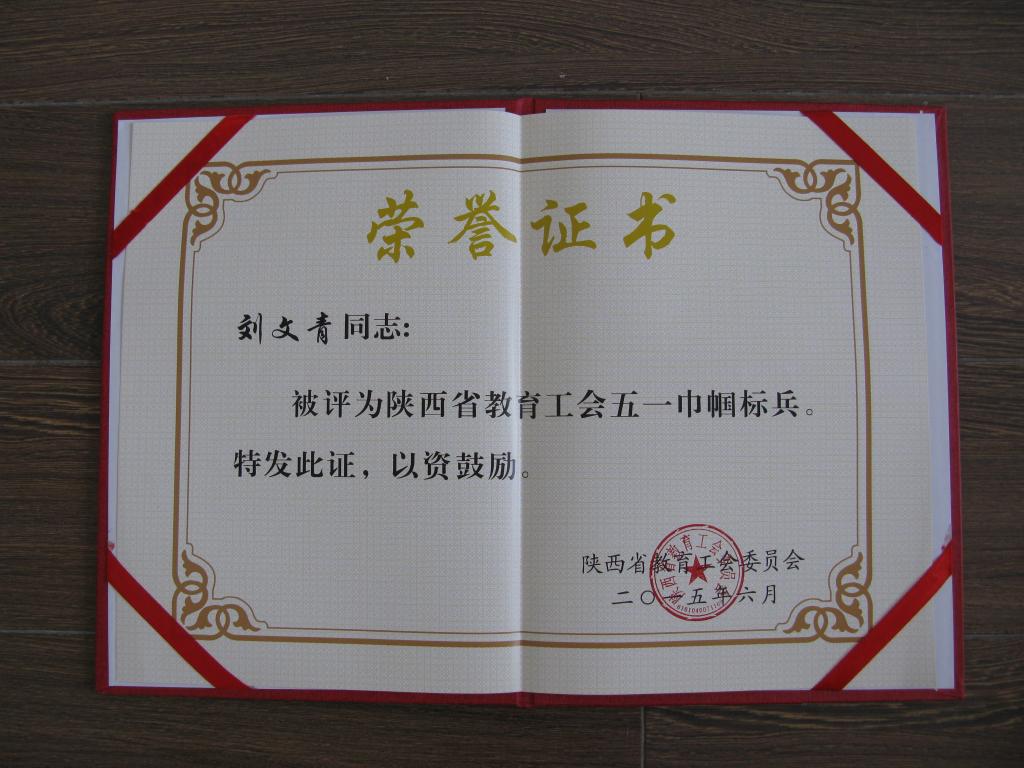 荣誉证书
刘文青同志:
被评为陕西省教育工会五一巾帼标兵。
特发此证，以资鼓励。
陕西省教育工会委员会
二〇一五年六月